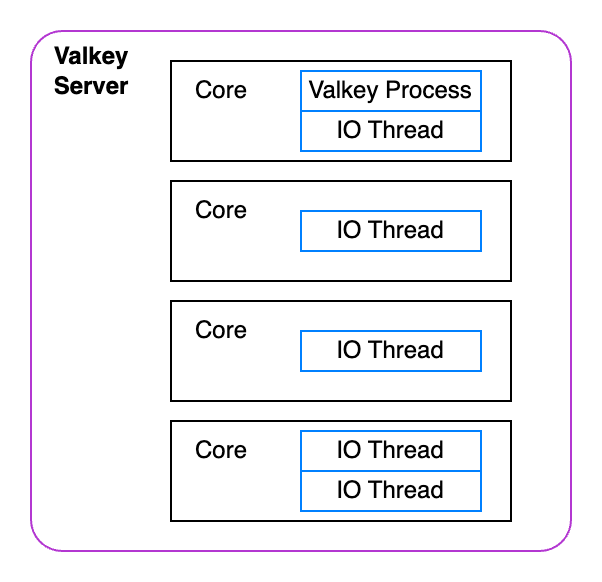 Valkey
Server
Core
Valkey Process
IO Thread
Core
IO Thread
Core
IO Thread
Core
IO Thread
IO Thread